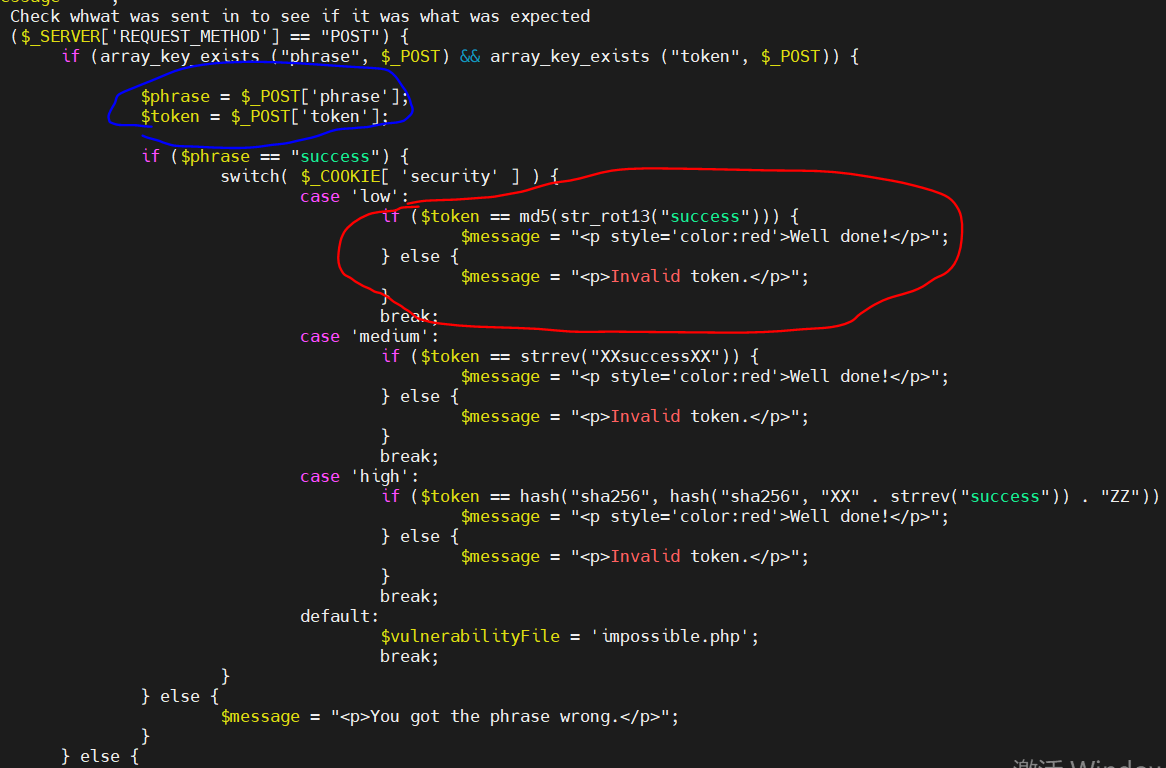 Check whwat was sent in to see if it was what was expected
($_SERVER['REQUEST_METHOD'] == "POST") {
if (array_key_exists ("phrase", $_POST) && array_key_exists ("token", $_POST)) {
$phrase = $_POST['phrase'];
$token = $_POST['token'];
if ($phrase == "success") {
switch( $_COOKIE[ 'security' ] ) {
case 'low':
if ($token == md5(str_rot13("success"))) {
$message = "<p style='color:red'>Well done!</p>";
} else {
$message = "<p>Invalid token.</p>";
}
break;
case 'medium':
if ($token == strrev("XXsuccessXX")) {
$message = "<p style='color:red'>Well done!</p>";
} else {
$message = "<p>Invalid token.</p>";
}
break;
case 'high':
if ($token == hash("sha256", hash("sha256", "XX" . strrev("success")) . "ZZ"))
$message = "<p style='color:red'>Well done!</p>";
} else {
$message = "<p>Invalid token.</p>";
}
break;
default:
$vulnerabilityFile = 'impossible.php';
break;
}
} else {
$message = "<p>You got the phrase wrong.</p>";
}
} else {